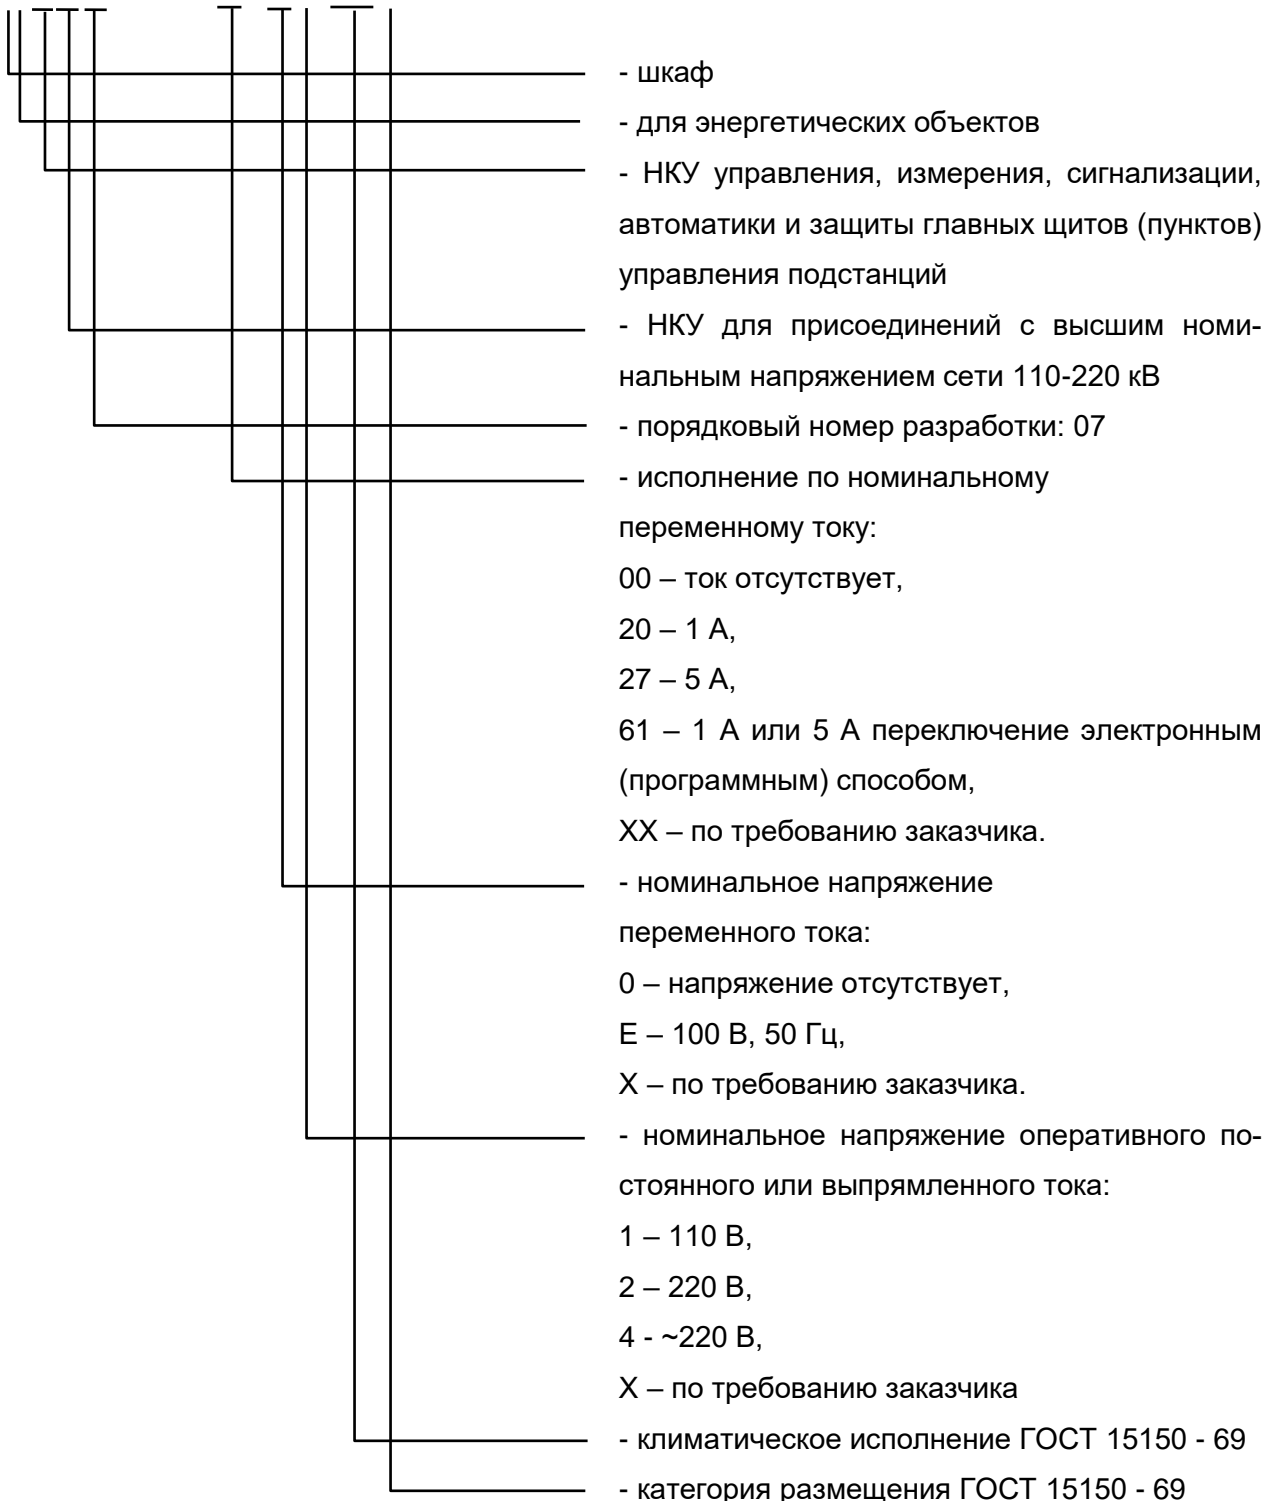 - шкаф
- для энергетических объектов
- НКУ управления, измерения, сигнализации,
автоматики и защиты главных щитов (пунктов)
управления подстанций
- НКУ для присоединений с высшим номи-
нальным напряжением сети 110-220 кВ
- порядковый номер разработки: 07
- исполнение по номинальному
переменному току:
00 – ток отсутствует,
20 – 1 А,
27 – 5 А,
61 – 1 А или 5 А переключение электронным
(программным) способом,
ХХ – по требованию заказчика.
- номинальное напряжение
переменного тока:
0 – напряжение отсутствует,
Е – 100 В, 50 Гц,
Х – по требованию заказчика.
- номинальное напряжение оперативного по-
стоянного или выпрямленного тока:
1 – 110 В,
2 – 220 В,
4 - ~220 В,
Х – по требованию заказчика
- климатическое исполнение ГОСТ 15150 - 69
- категория размещения ГОСТ 15150 - 69